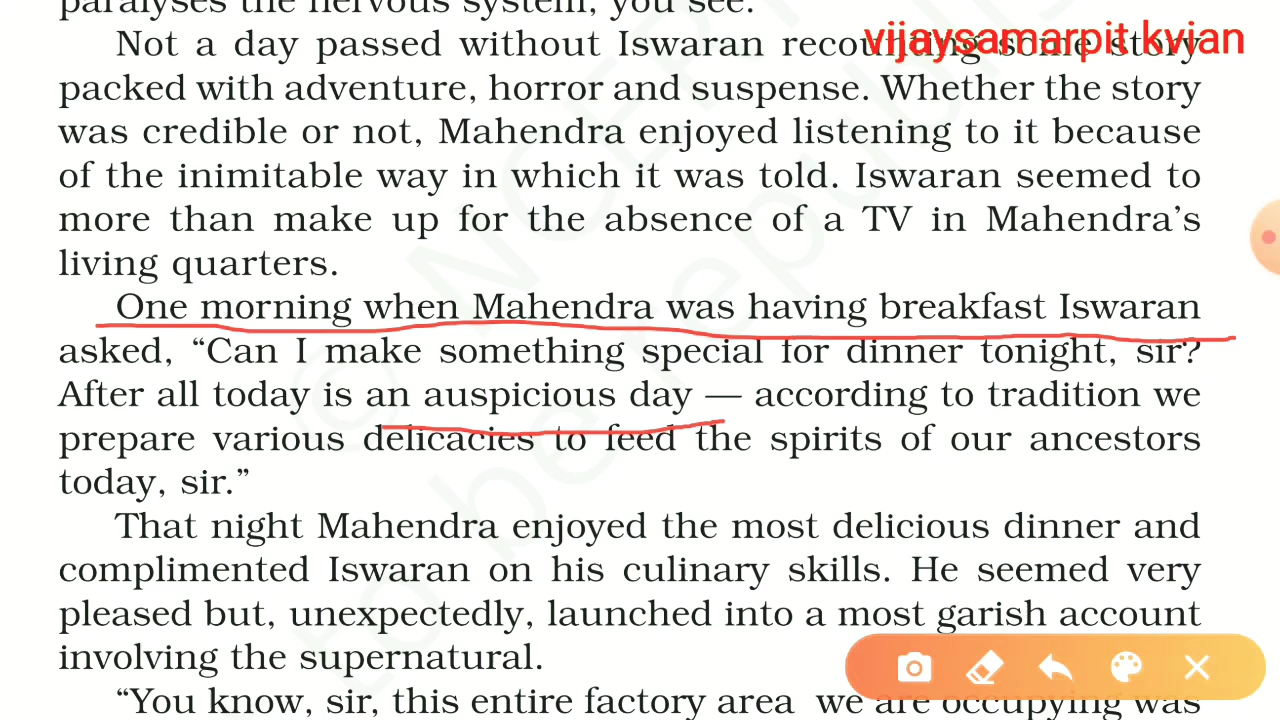 paralyses the nervous system, you see.
vijaysamarpit kvian
Not a day passed without Iswaran recounting some story
packed with adventure, horror and suspense. Whether the story
was credible or not, Mahendra enjoyed listening to it because
of the inimitable way in which it was told. Iswaran seemed to
more than make up for the absence of a TV in Mahendra’s
living quarters.
One morning when Mahendra was having breakfast Iswaran
asked, “Can I make something special for dinner tonight, sir?
After all today is an auspicious day — according to tradition we
prepare various delicacies to feed the spirits of our ancestors
today, sir.”
That night Mahendra enjoyed the most delicious dinner and
complimented Iswaran on his culinary skills. He seemed very
pleased but, unexpectedly, launched into a most garish account
involving the supernatural.
“You know, sir, this entire factory area we are occupying was